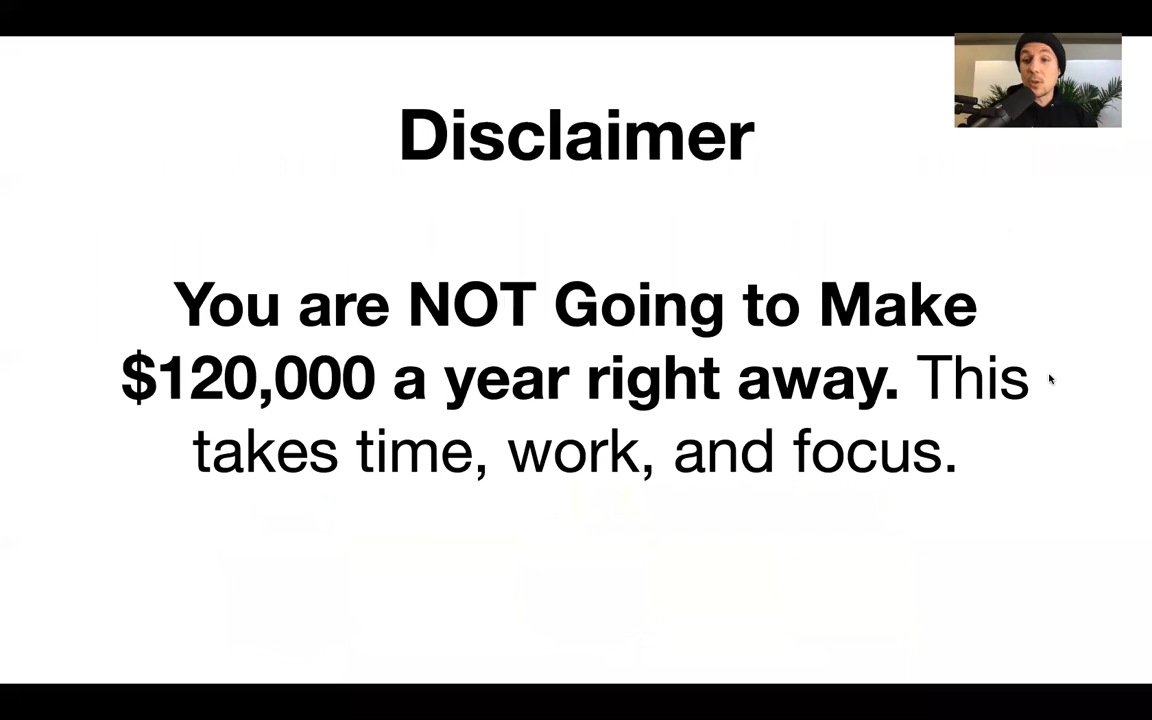 Disclaimer
You are NOT Going to Make
$120,000 a year right away. This
takes time, work, and focus.